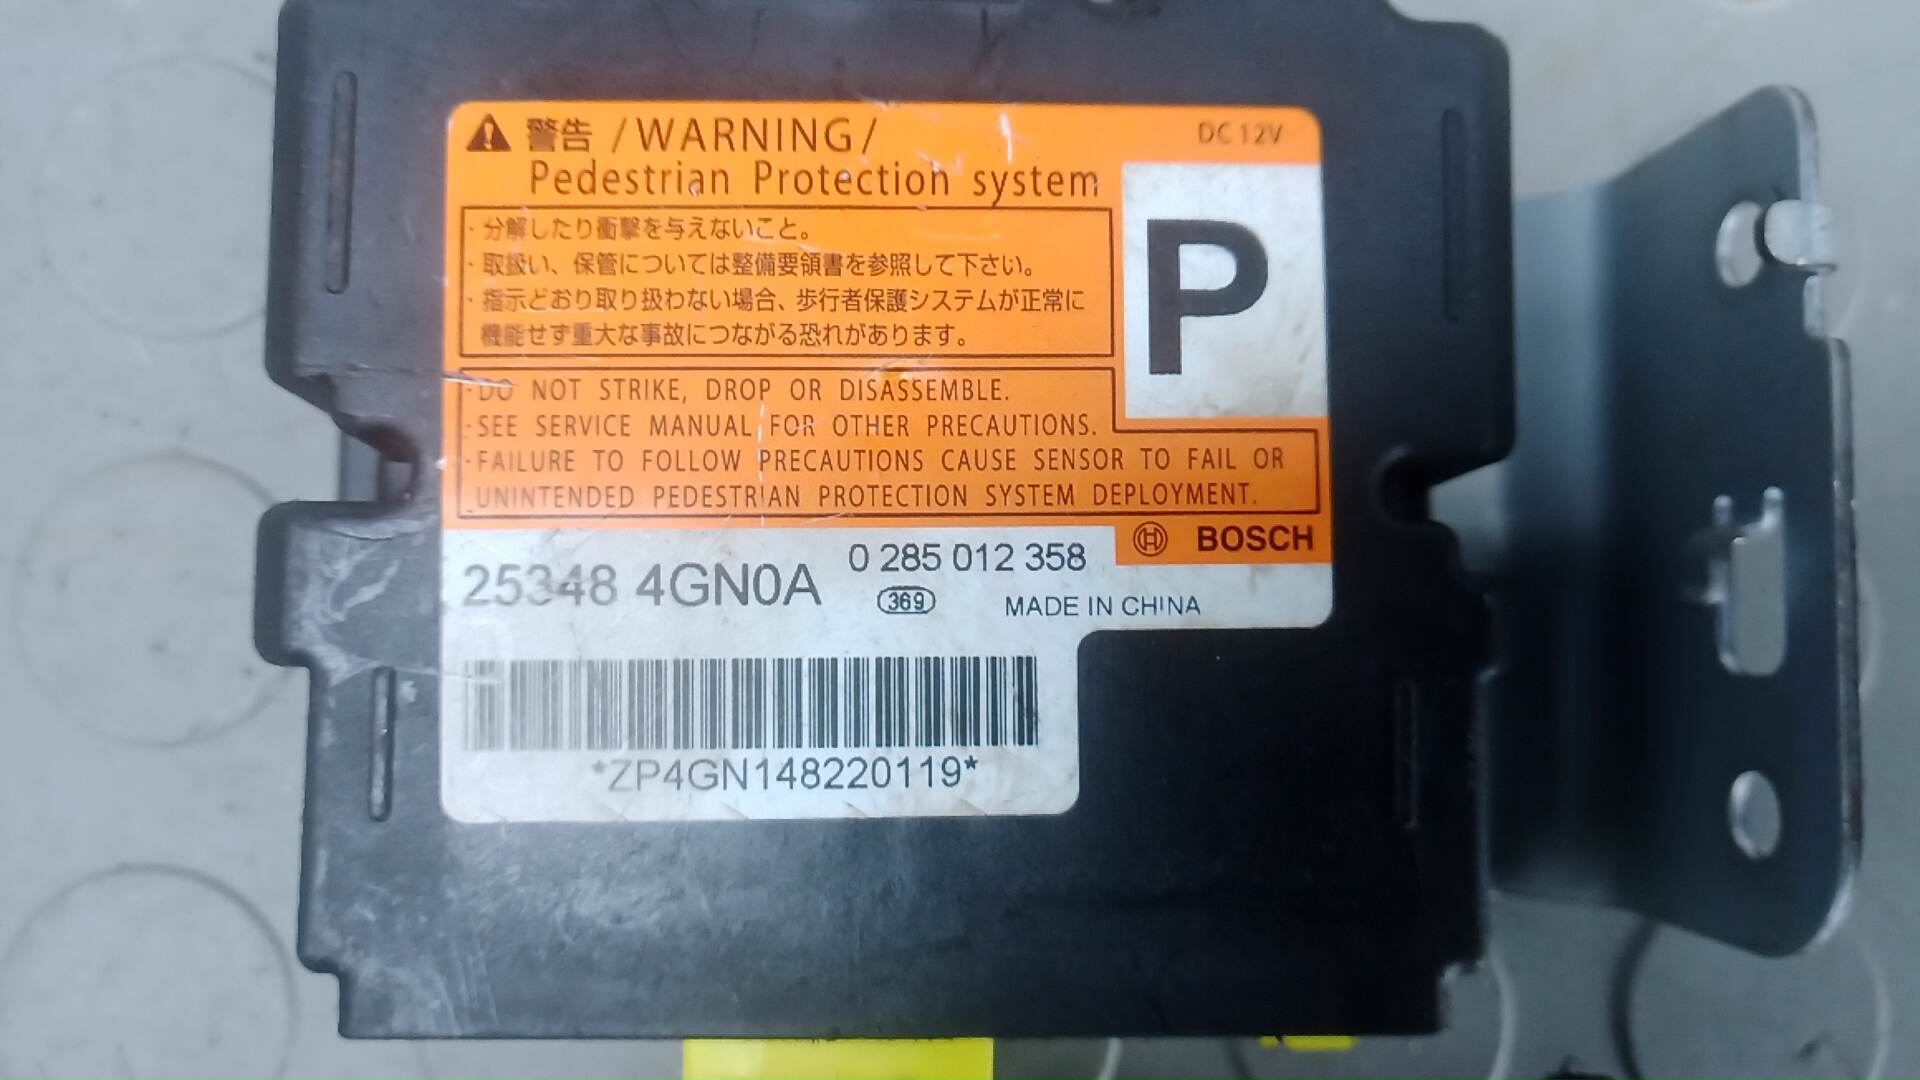 警告 /WARNING/
DC 12V
Pedestrian Protection system
P
・分解したり衝撃を与えないこと。
・取扱い、保管については整備要領書を参照して下さい。
・指示どおり取り扱わない場合、歩行者保護システムが正常に
機能せず重大な事故につながる恐れがあります。
・DO NOT STRIKE, DROP OR DISASSEMBLE.
・SEE SERVICE MANUAL FOR OTHER PRECAUTIONS.
・FAILURE TO FOLLOW PRECAUTIONS CAUSE SENSOR TO FAIL OR
UNINTENDED PEDESTRIAN PROTECTION SYSTEM DEPLOYMENT.
BOSCH
0 285 012 358
25348 4GN0A
369
MADE IN CHINA
*ZP4GN148220119*